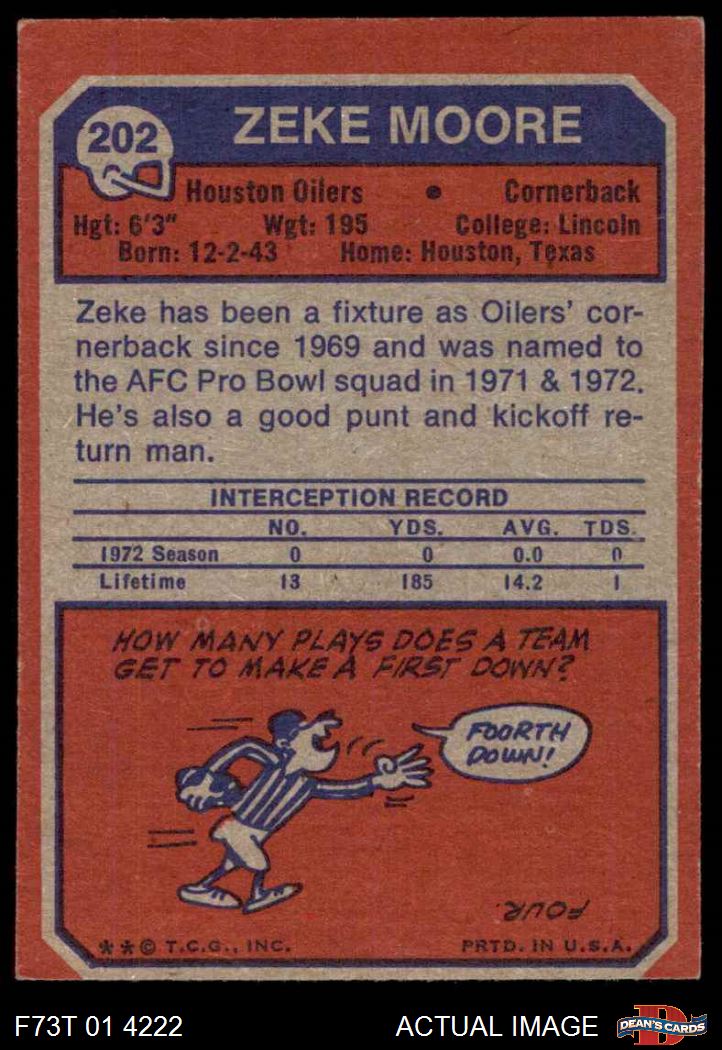 202
ZEKE MOORE
Houston Oilers • Cornerback
Hgt: 6'3" Wgt: 195 College: Lincoln
Born: 12-2-43 Home: Houston, Texas
Zeke has been a fixture as Oilers' cor-
nerback since 1969 and was named to
the AFC Pro Bowl squad in 1971 & 1972.
He's also a good punt and kickoff re-
turn man.
INTERCEPTION RECORD
NO. YDS. AVG. TDS.
1972 Season 0 0 0.0 0
Lifetime 13 185 14.2 1
HOW MANY PLAYS DOES A TEAM
GET TO MAKE A FIRST DOWN?
FOORTH
DOWN!
FOUR.
**© T.C.G., INC. PRTD. IN U.S.A.
F73T 01 4222 ACTUAL IMAGE
D
DEAN'S CARDS